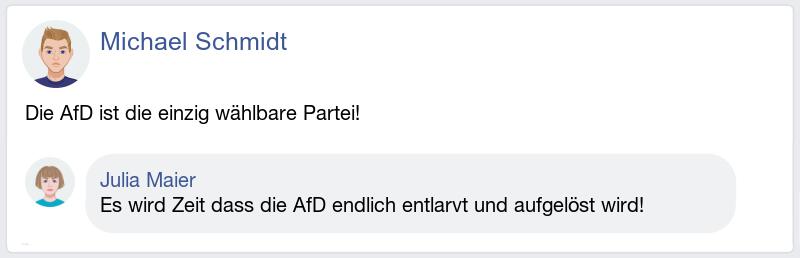 Michael Schmidt
Die AfD ist die einzig wählbare Partei!
Julia Maier
Es wird Zeit dass die AfD endlich entlarvt und aufgelöst wird!